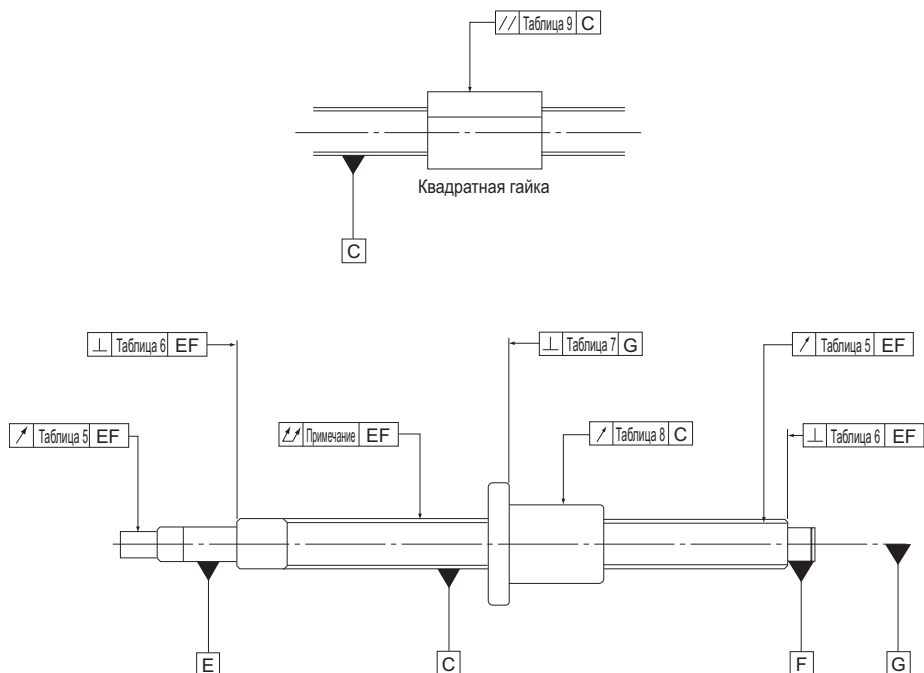 // Таблица 9 C
Квадратная гайка
C
⊥ Таблица 6 EF
⊥ Таблица 7 G
↗ Таблица 5 EF
↗ Таблица 5 EF
Примечание EF
↗ Таблица 8 C
⊥ Таблица 6 EF
E
C
F
G